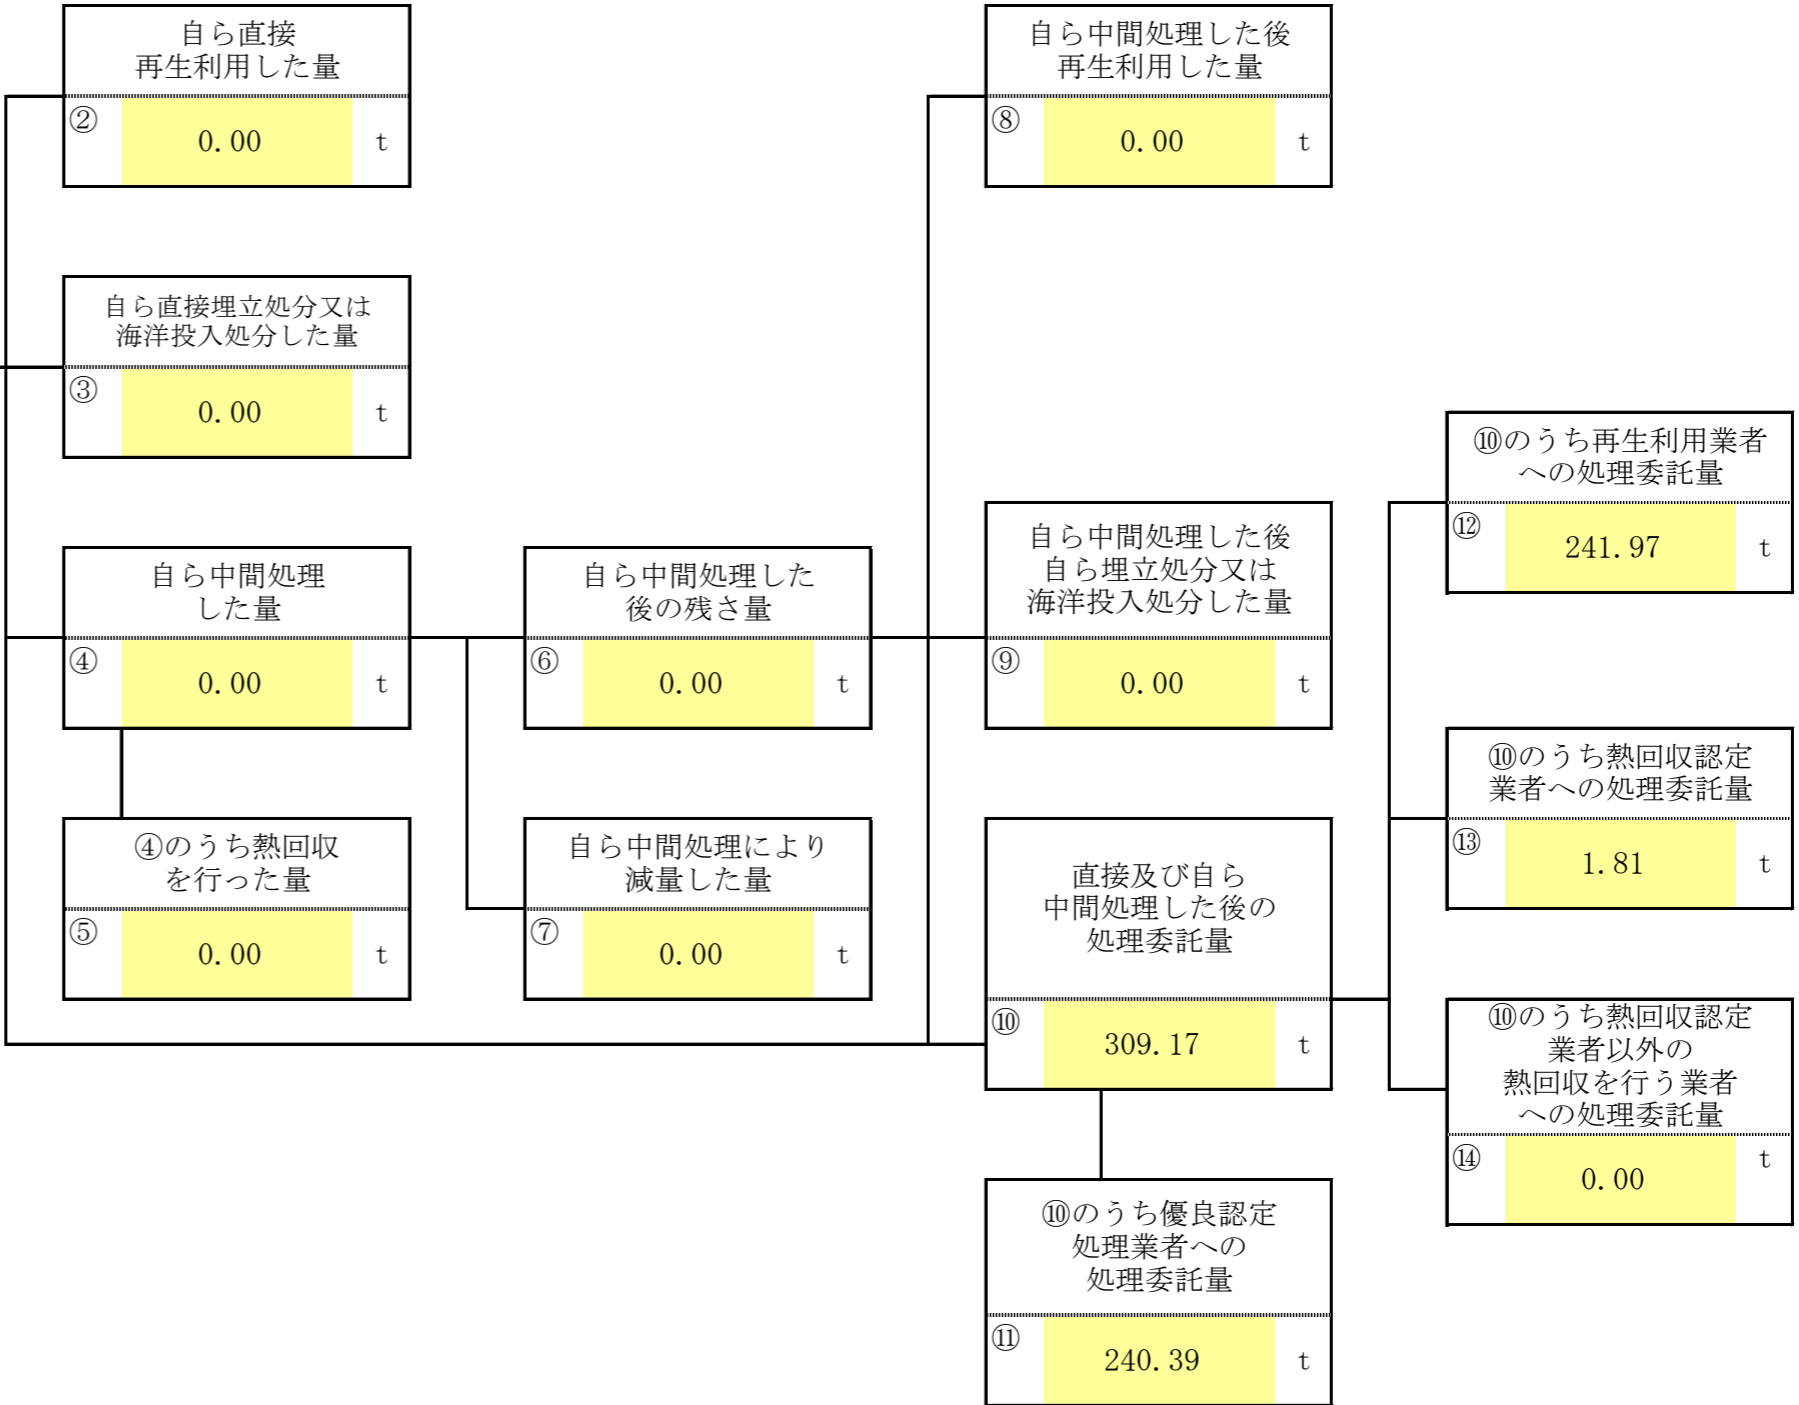 自ら直接
再生利用した量
② 0.00 t
自ら中間処理した後
再生利用した量
⑧ 0.00 t
自ら直接埋立処分又は
海洋投入処分した量
③ 0.00 t
⑩のうち再生利用業者
への処理委託量
⑫ 241.97 t
自ら中間処理
した量
④ 0.00 t
自ら中間処理した
後の残さ量
⑥ 0.00 t
自ら中間処理した後
自ら埋立処分又は
海洋投入処分した量
⑨ 0.00 t
⑩のうち熱回収認定
業者への処理委託量
⑬ 1.81 t
④のうち熱回収
を行った量
⑤ 0.00 t
自ら中間処理により
減量した量
⑦ 0.00 t
直接及び自ら
中間処理した後の
処理委託量
⑩ 309.17 t
⑩のうち熱回収認定
業者以外の
熱回収を行う業者
への処理委託量
⑭ 0.00 t
⑩のうち優良認定
処理業者への
処理委託量
⑪ 240.39 t